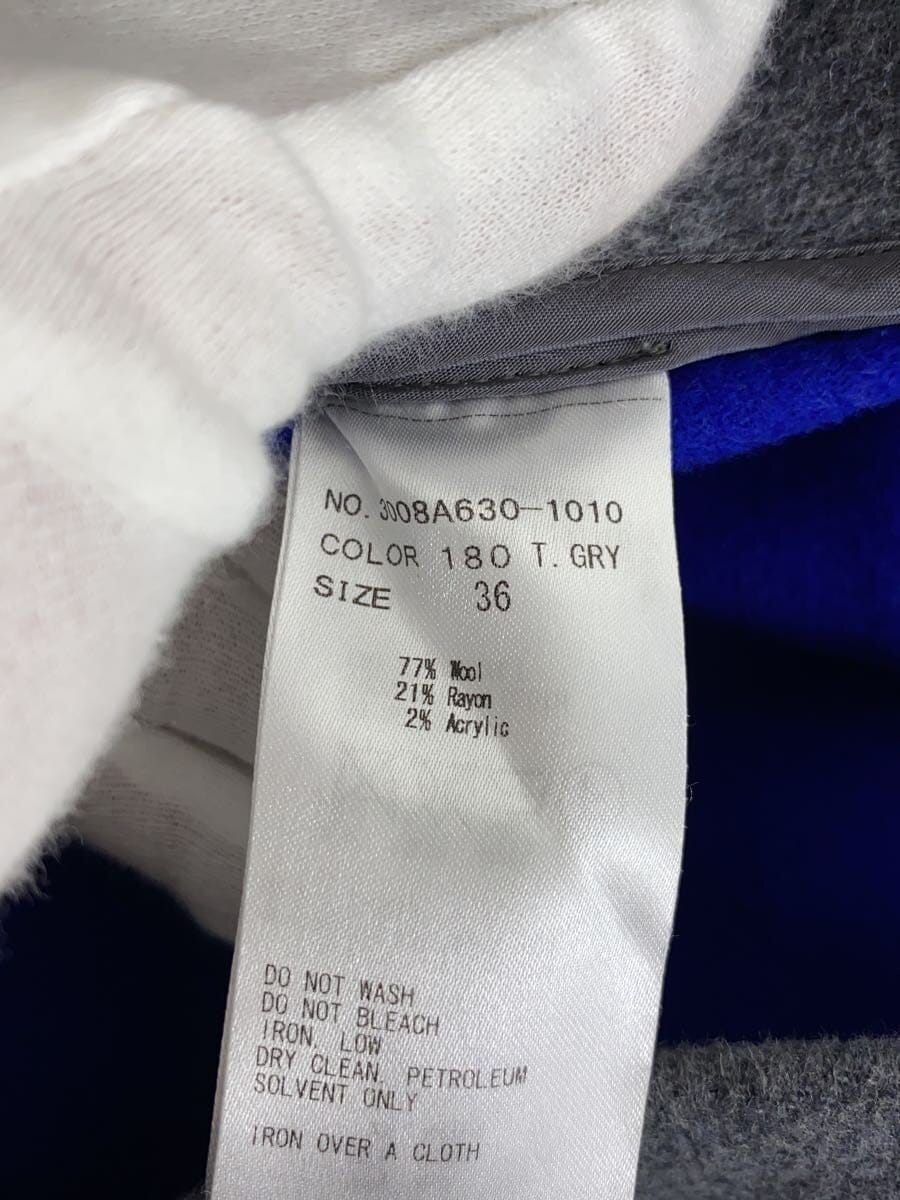 NO. 3008A630-1010
COLOR 180 T. GRY
SIZE 36
77% Wool
21% Rayon
2% Acrylic
DO NOT WASH
DO NOT BLEACH
IRON, LOW
DRY CLEAN, PETROLEUM
SOLVENT ONLY
IRON OVER A CLOTH